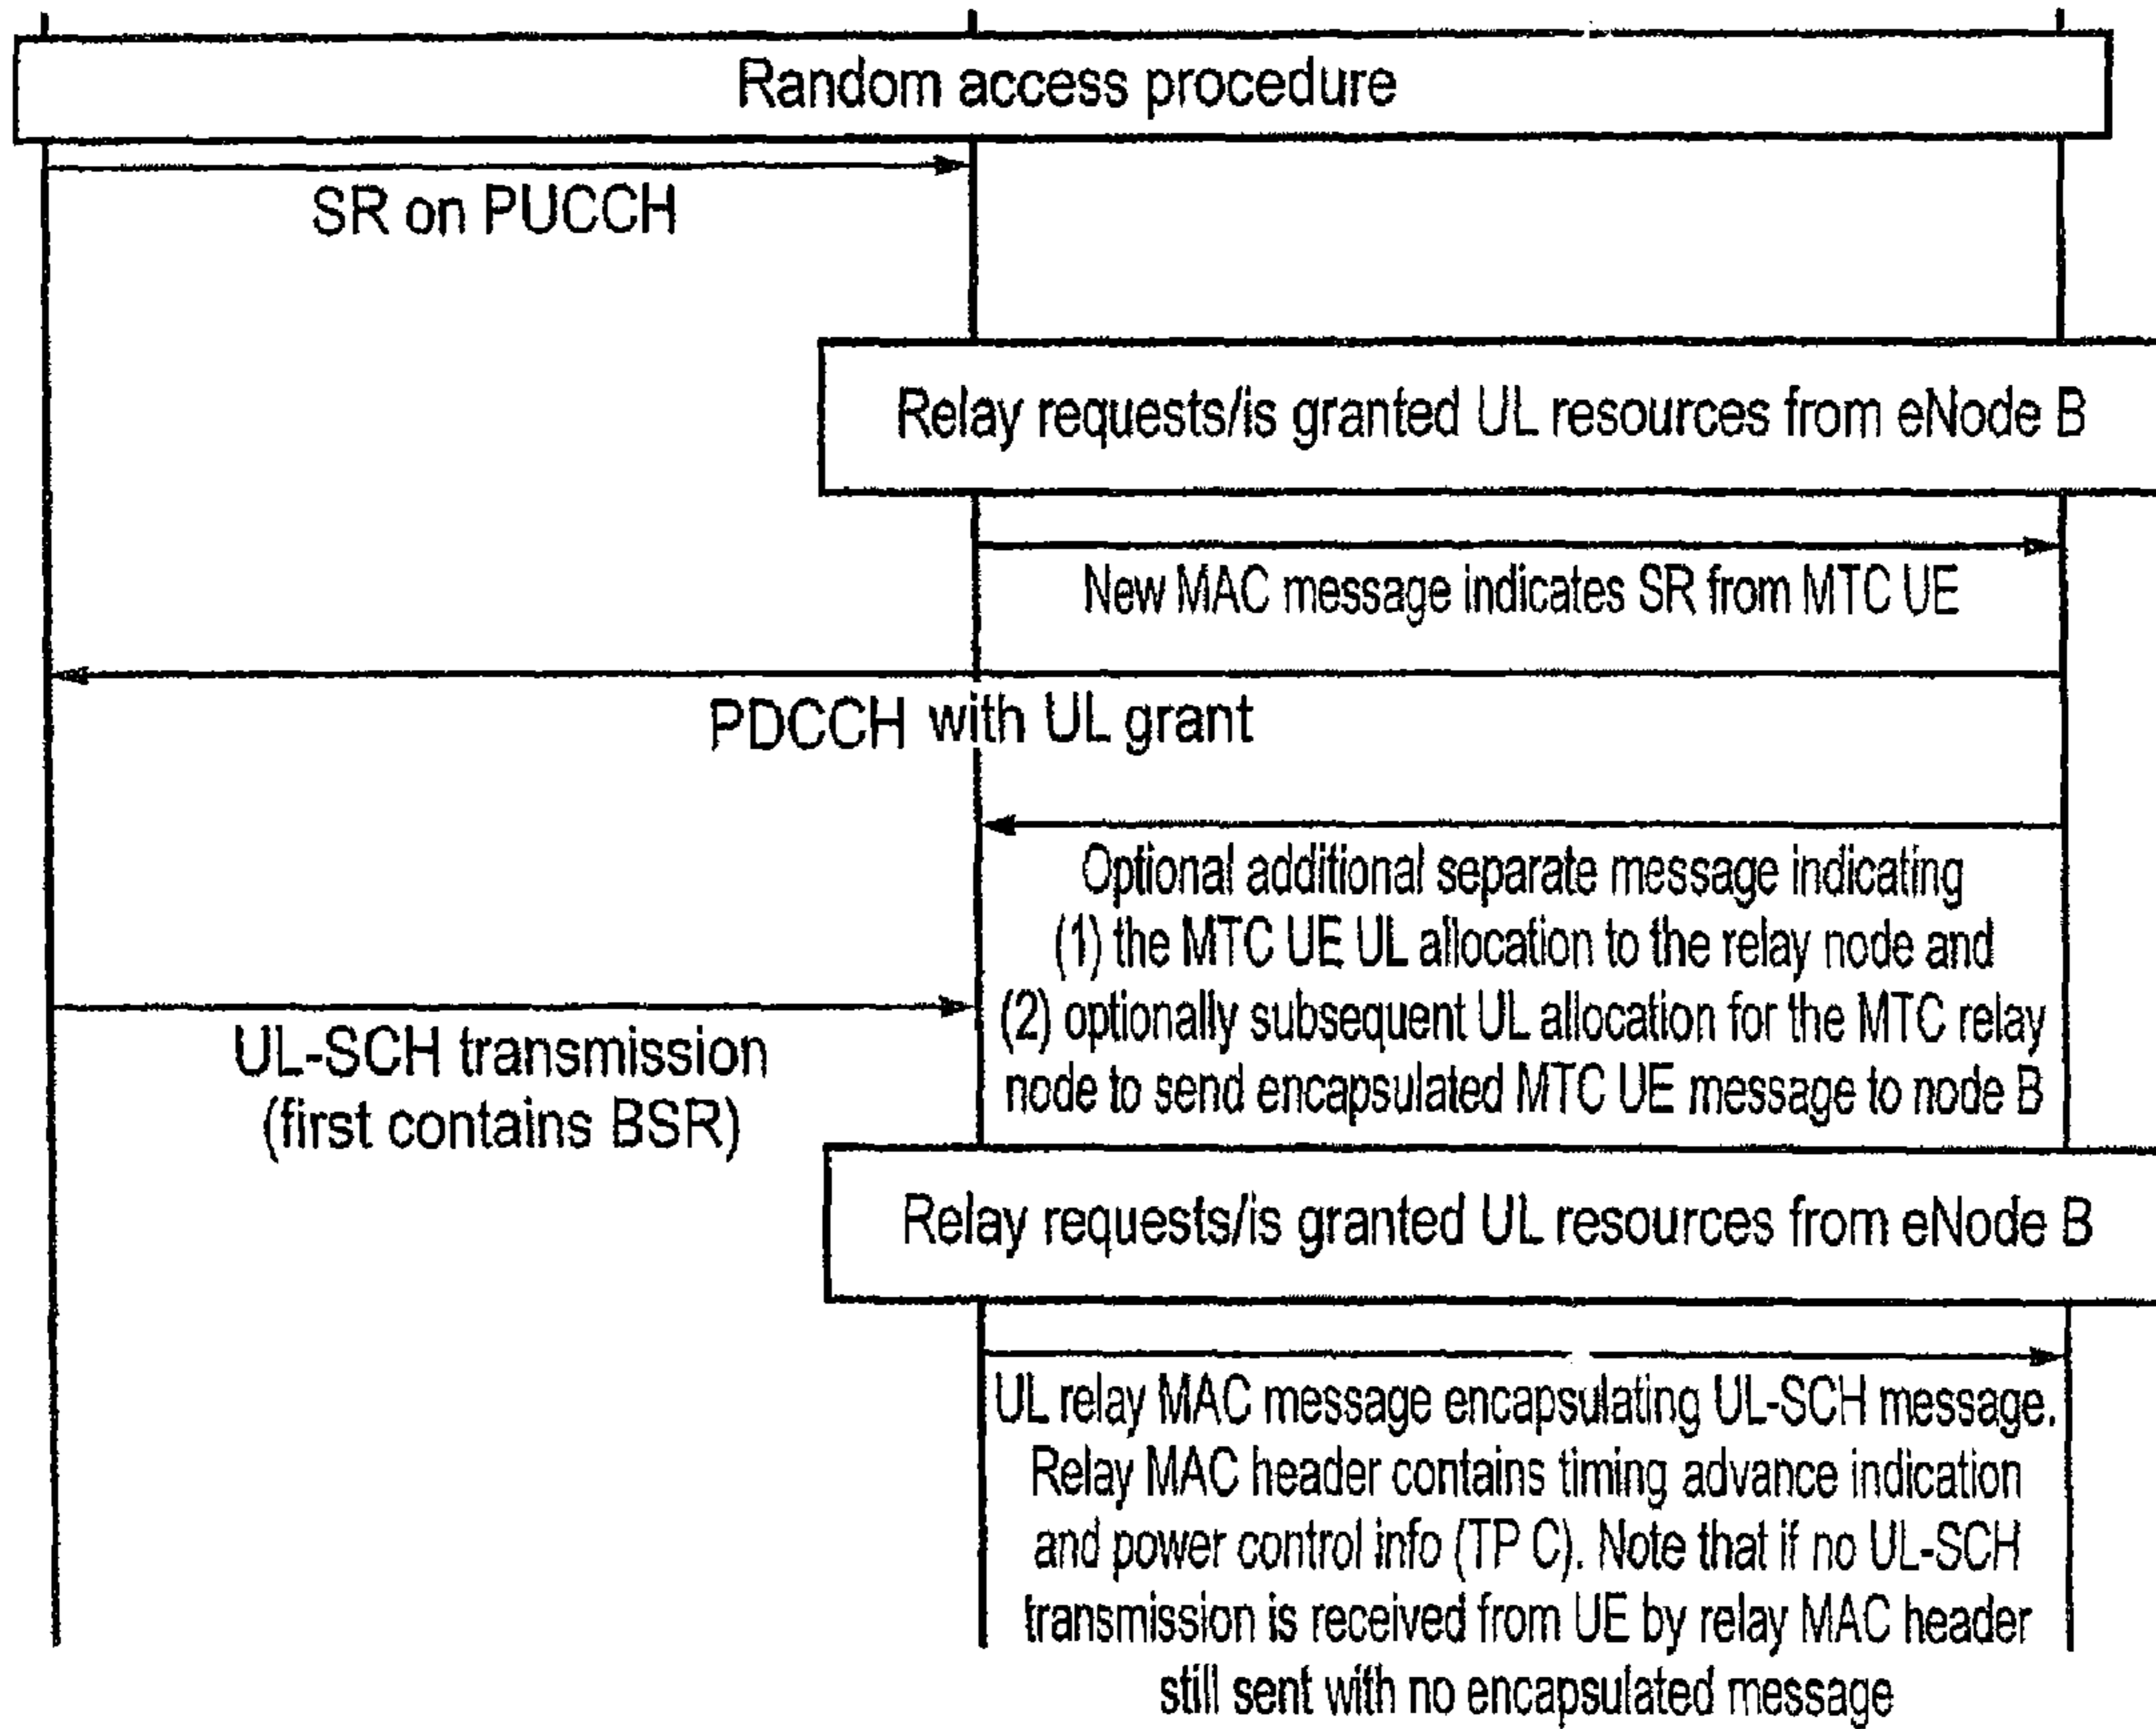 Random access procedure
SR on PUCCH
Relay requests/is granted UL resources from eNode B
New MAC message indicates SR from MTC UE
PDCCH with UL grant
Optional additional separate message indicating
(1) the MTC UE UL allocation to the relay node and
(2) optionally subsequent UL allocation for the MTC relay
node to send encapsulated MTC UE message to node B
UL-SCH transmission
(first contains BSR)
Relay requests/is granted UL resources from eNode B
UL relay MAC message encapsulating UL-SCH message.
Relay MAC header contains timing advance indication
and power control info (TP C). Note that if no UL-SCH
transmission is received from UE by relay MAC header
still sent with no encapsulated message